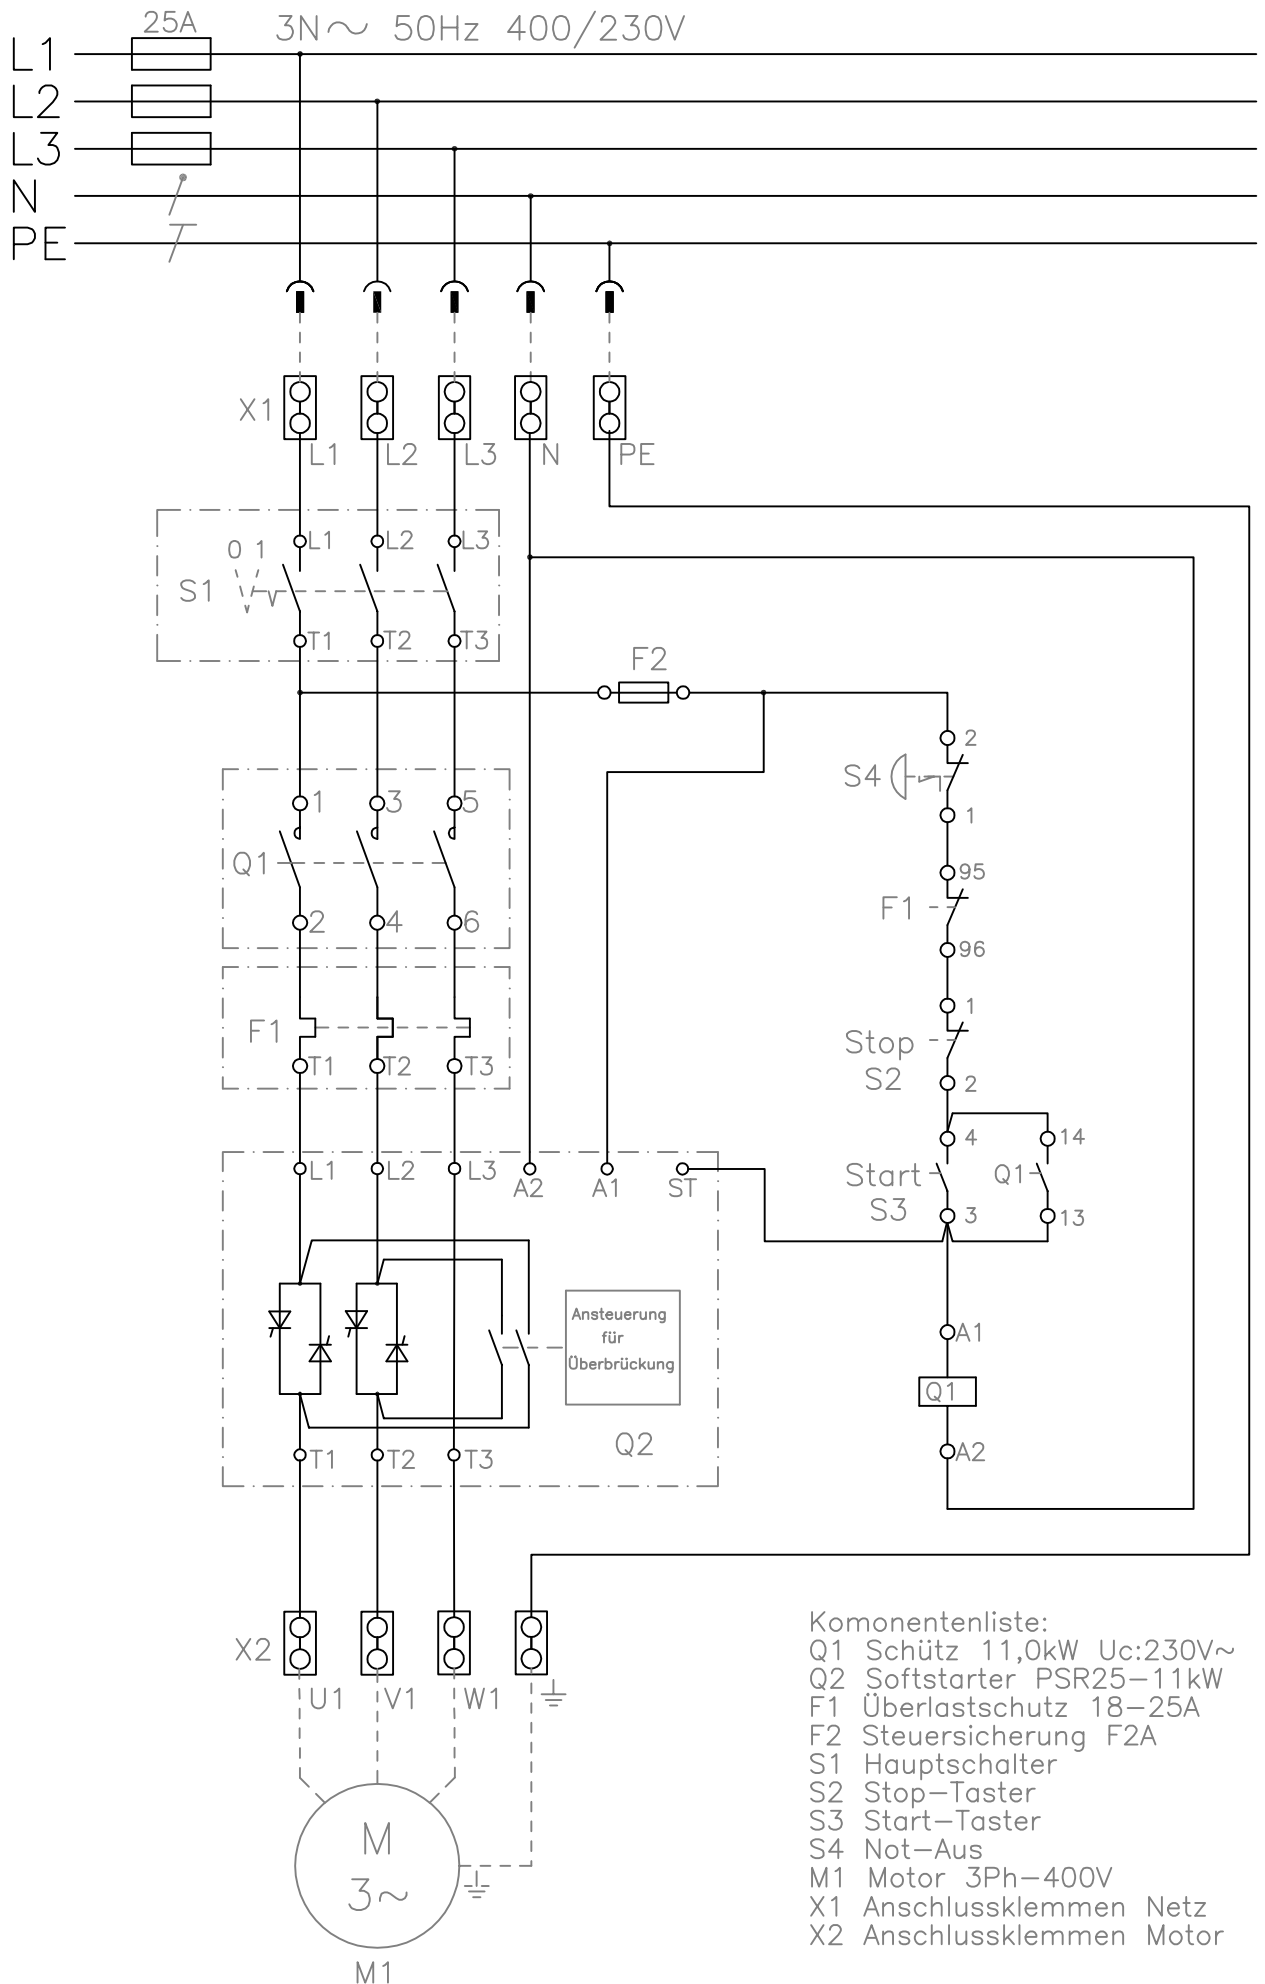 25A 3N~ 50Hz 400/230V
L1
L2
L3
N
PE
X1
L1 L2 L3 N PE
0 1 L1 L2 L3
S1
T1 T2 T3
F2
2
S4
1
1 3 5
Q1
2 4 6
95
F1
96
F1
T1 T2 T3
1
Stop
S2
2
4 14
Start Q1
S3 3 13
L1 L2 L3 A2 A1 ST
Ansteuerung
für
Überbrückung
A1
Q1
A2
Q2
T1 T2 T3
X2
U1 V1 W1
M
3~
M1
Komonentenliste:
Q1 Schütz 11,0kW Uc:230V~
Q2 Softstarter PSR25-11kW
F1 Überlastschutz 18-25A
F2 Steuersicherung F2A
S1 Hauptschalter
S2 Stop-Taster
S3 Start-Taster
S4 Not-Aus
M1 Motor 3Ph-400V
X1 Anschlussklemmen Netz
X2 Anschlussklemmen Motor